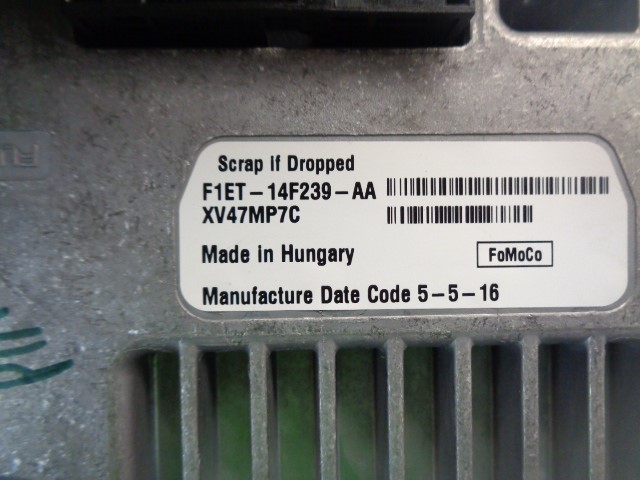 Scrap if Dropped
F1ET-14F239-AA
XV47MP7C
Made in Hungary
FoMoCo
Manufacture Date Code 5-5-16